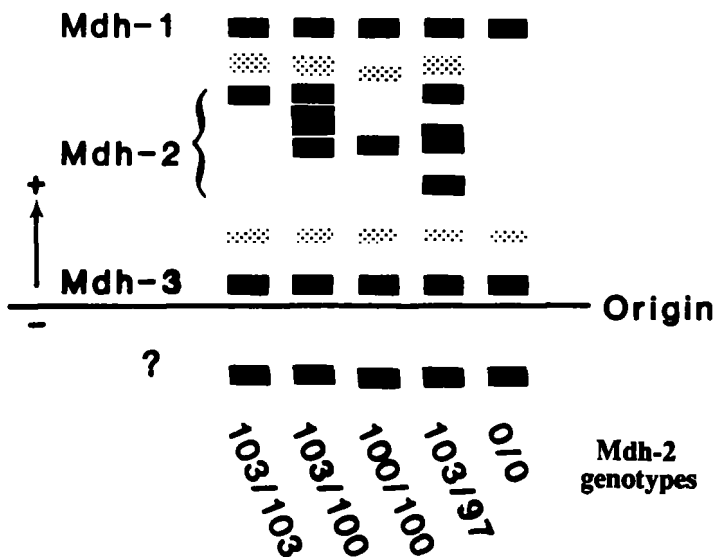 Mdh-1
Mdh-2
+
Mdh-3
Origin
-
?
103/103
103/100
100/100
103/97
0/0
Mdh-2
genotypes